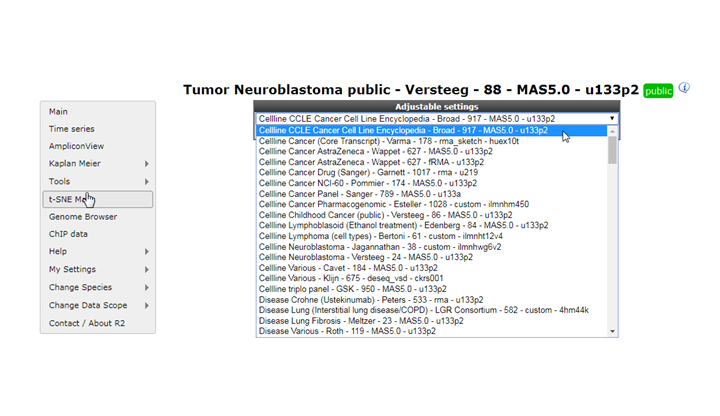 Tumor Neuroblastoma public - Versteeg - 88 - MAS5.0 - u133p2 public i
Adjustable settings
Main
Time series
AmpliconView
Kaplan Meier
Tools
t-SNE Ma
Genome Browser
ChIP data
Help
My Settings
Change Species
Change Data Scope
Contact / About R2
Cellline CCLE Cancer Cell Line Encyclopedia - Broad - 917 - MAS5.0 - u133p2
Cellline CCLE Cancer Cell Line Encyclopedia - Broad - 917 - MAS5.0 - u133p2
Cellline Cancer (Core Transcript) - Varma - 178 - rma_sketch - huex10t
Cellline Cancer AstraZeneca - Wappet - 627 - MAS5.0 - u133p2
Cellline Cancer AstraZeneca - Wappet - 627 - fRMA - u133p2
Cellline Cancer Drug (Sanger) - Garnett - 1017 - rma - u219
Cellline Cancer NCI-60 - Pommier - 174 - MAS5.0 - u133p2
Cellline Cancer Panel - Sanger - 789 - MAS5.0 - u133a
Cellline Cancer Pharmacogenomic - Esteller - 1028 - custom - ilmnhm450
Cellline Childhood Cancer (public) - Versteeg - 86 - MAS5.0 - u133p2
Cellline Lymphoblasoid (Ethanol treatment) - Edenberg - 84 - MAS5.0 - u133p2
Cellline Lymphoma (cell types) - Bertoni - 61 - custom - ilmnht12v4
Cellline Neuroblastoma - Jagannathan - 38 - custom - ilmnhwg6v2
Cellline Neuroblastoma - Versteeg - 24 - MAS5.0 - u133p2
Cellline Various - Cavet - 184 - MAS5.0 - u133p2
Cellline Various - Klijn - 675 - deseq_vsd - ckrs001
Cellline triplo panel - GSK - 950 - MAS5.0 - u133p2
Disease Crohne (Ustekinumab) - Peters - 533 - rma - u133p2
Disease Lung (Interstitial lung disease/COPD) - LGR Consortium - 582 - custom - 4hm44k
Disease Lung Fibrosis - Meltzer - 23 - MAS5.0 - u133p2
Disease Various - Roth - 119 - MAS5.0 - u133p2